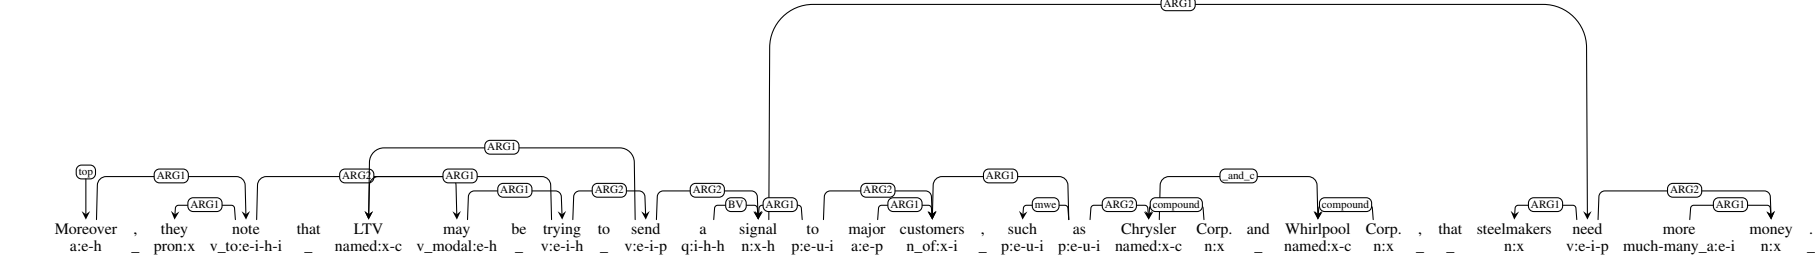 ARG1
ARG1
top ARG1 ARG2 ARG1 ARG1 _and_c
ARG1 ARG2 ARG2 ARG2 ARG2
ARG1 BV ARG1 ARG1 mwe ARG2 compound compound ARG1 ARG1
Moreover , they note that LTV may be trying to send a signal to major customers , such as Chrysler Corp. and Whirlpool Corp. , that steelmakers need more money .
a:e-h _ pron:x v_to:e-i-h-i _ named:x-c v_modal:e-h _ v:e-i-h _ v:e-i-p q:i-h-h n:x-h p:e-u-i a:e-p n_of:x-i _ p:e-u-i p:e-u-i named:x-c n:x _ named:x-c n:x _ _ n:x v:e-i-p much-many_a:e-i n:x _